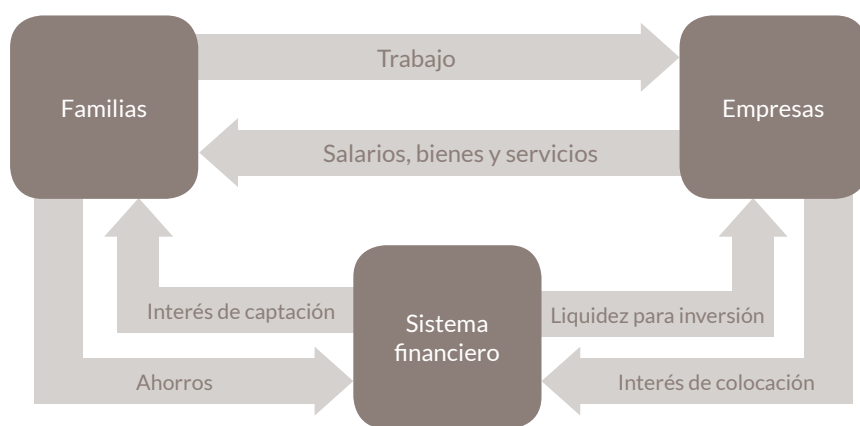 Trabajo
Familias
Empresas
Salarios, bienes y servicios
Interés de captación
Liquidez para inversión
Sistema
financiero
Ahorros
Interés de colocación